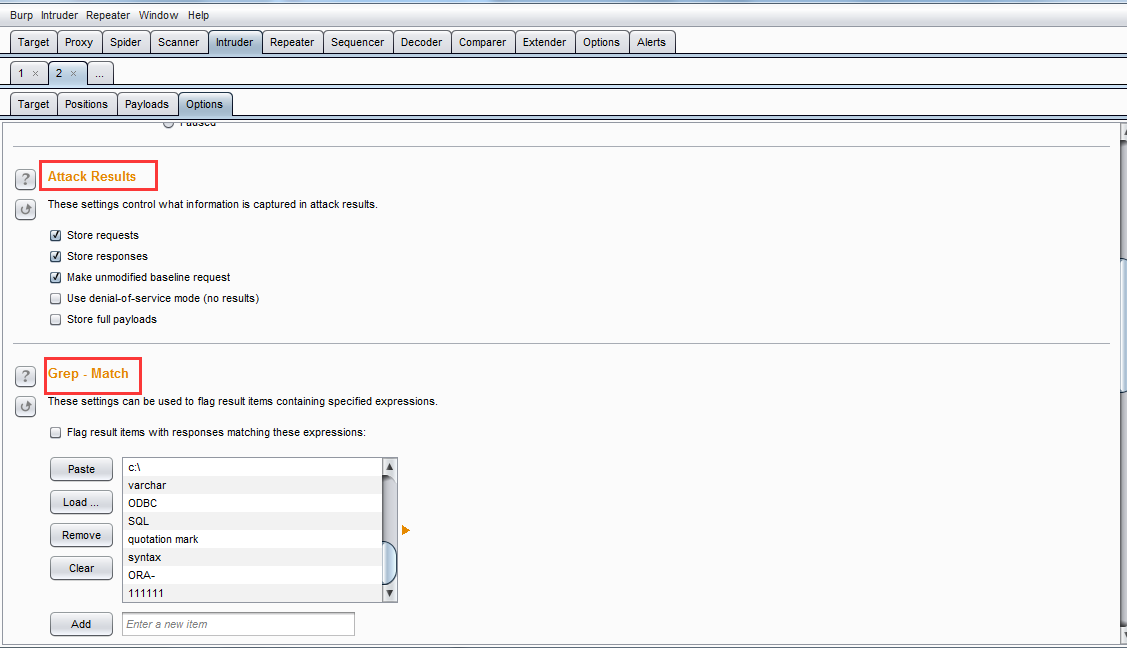 Burp Intruder Repeater Window Help
Target Proxy Spider Scanner Intruder Repeater Sequencer Decoder Comparer Extender Options Alerts
1 × 2 × ...
Target Positions Payloads Options
Paused
? Attack Results
These settings control what information is captured in attack results.
Store requests
Store responses
Make unmodified baseline request
Use denial-of-service mode (no results)
Store full payloads
? Grep - Match
These settings can be used to flag result items containing specified expressions.
Flag result items with responses matching these expressions:
Paste
Load ...
Remove
Clear
c:\
varchar
ODBC
SQL
quotation mark
syntax
ORA-
111111
Add Enter a new item